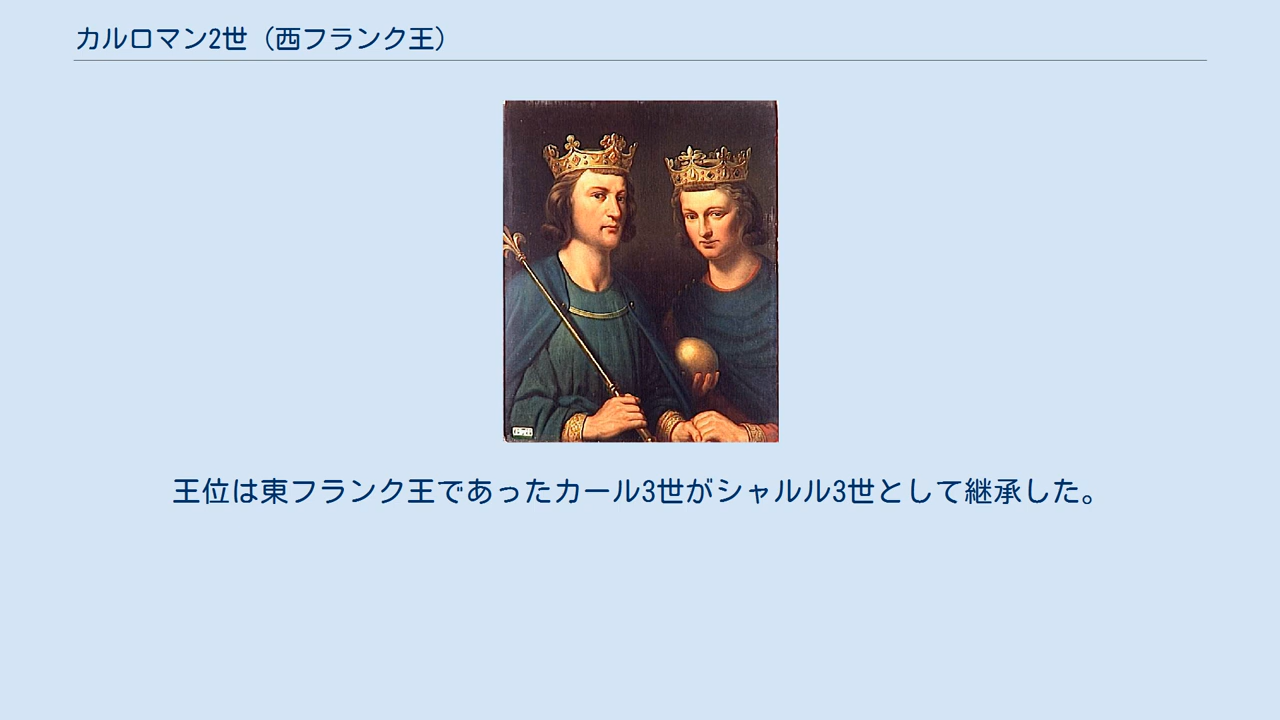 カルロマン2世（西フランク王）
王位は東フランク王であったカール3世がシャルル3世として継承した。